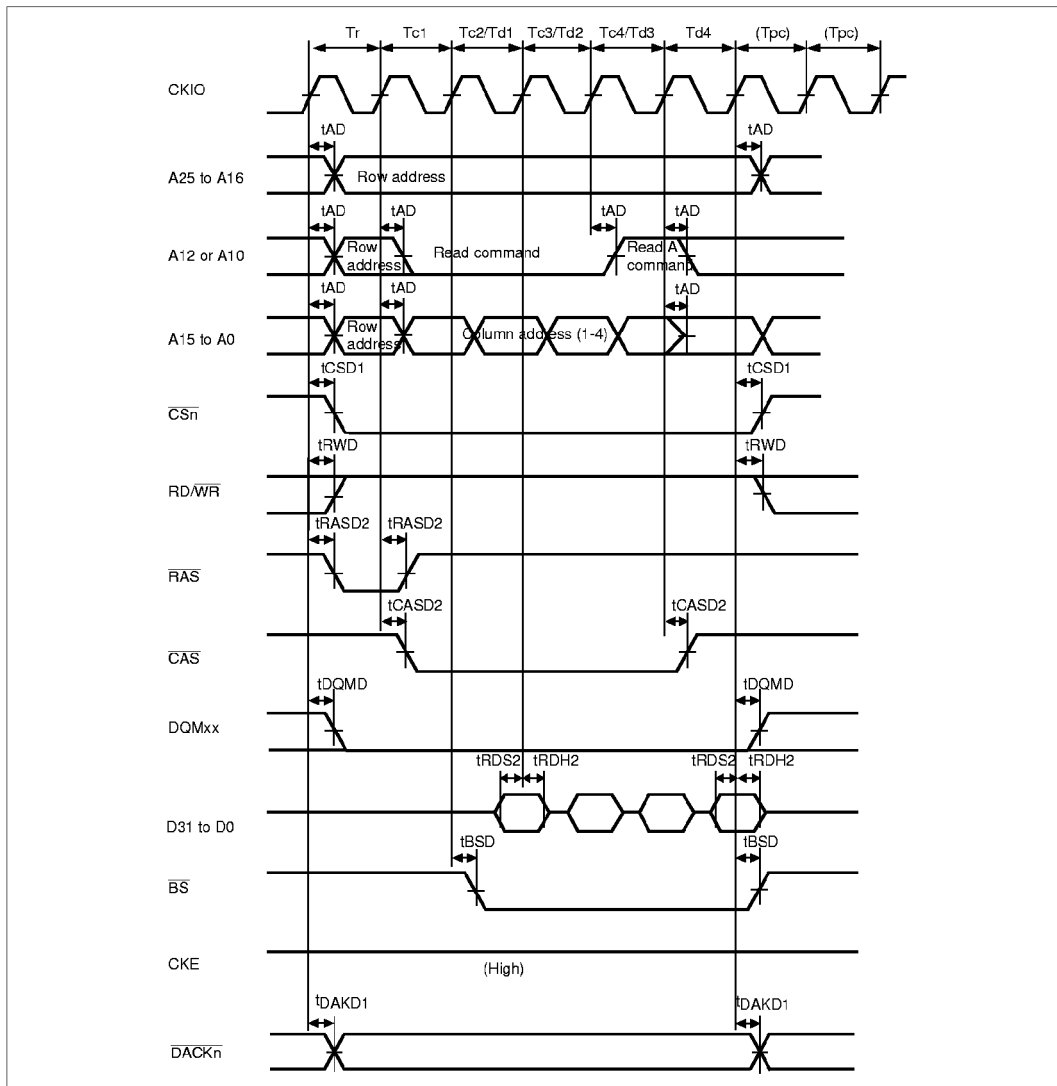 Tr Tc1 Tc2/Td1 Tc3/Td2 Tc4/Td3 Td4 (Tpc) (Tpc)
CKIO
tAD tAD
A25 to A16 Row address
tAD tAD tAD tAD
A12 or A10 Row address Read command Read A command
tAD tAD tAD
A15 to A0 Row address Column address (1-4)
tCSD1 tCSD1
CSn
tRWD tRWD
RD/WR
tRASD2 tRASD2
RAS
tCASD2 tCASD2
CAS
tDQMD tDQMD
DQMxx
tRDS2 tRDH2 tRDS2 tRDH2
D31 to D0
tBSD tBSD
BS
CKE (High)
tDAKD1 tDAKD1
DACKn